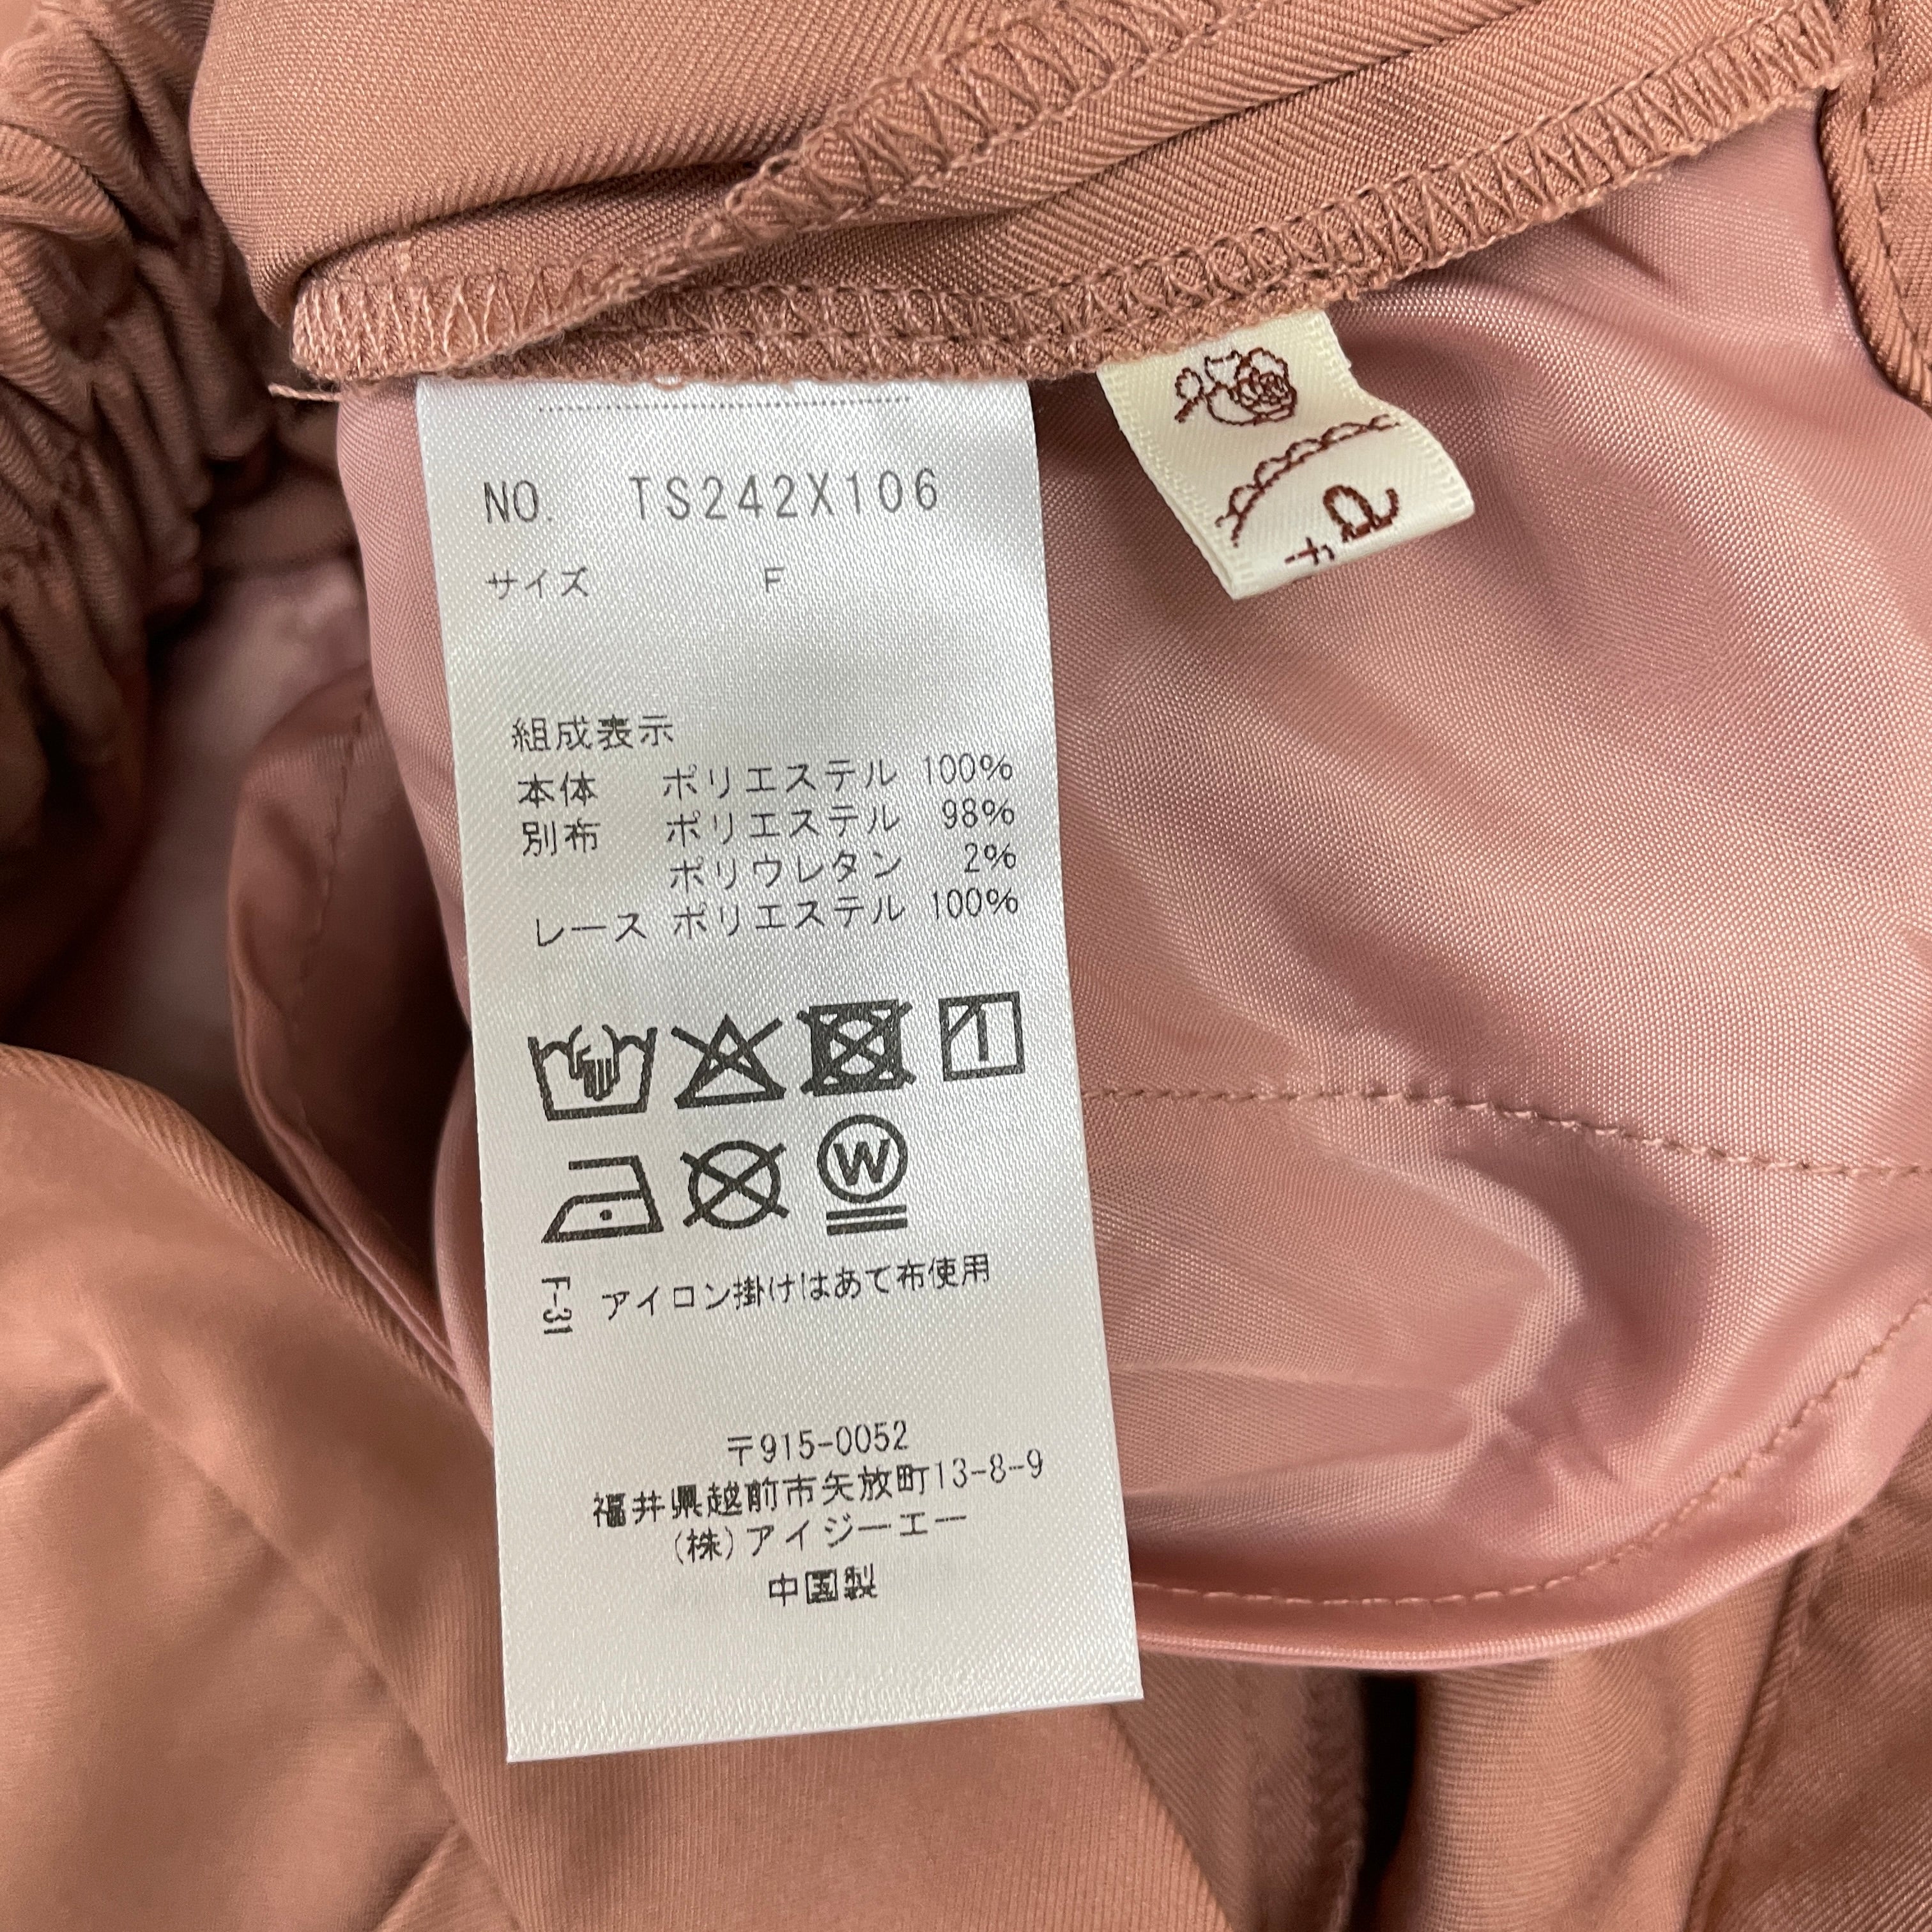 NO. TS242X106
サイズ F
組成表示
本体 ポリエステル 100%
別布 ポリエステル 98%
ポリウレタン 2%
レース ポリエステル 100%
W
F-31 アイロン掛けはあて布使用
〒915-0052
福井県越前市矢放町13-8-9
(株)アイジーエー
中国製